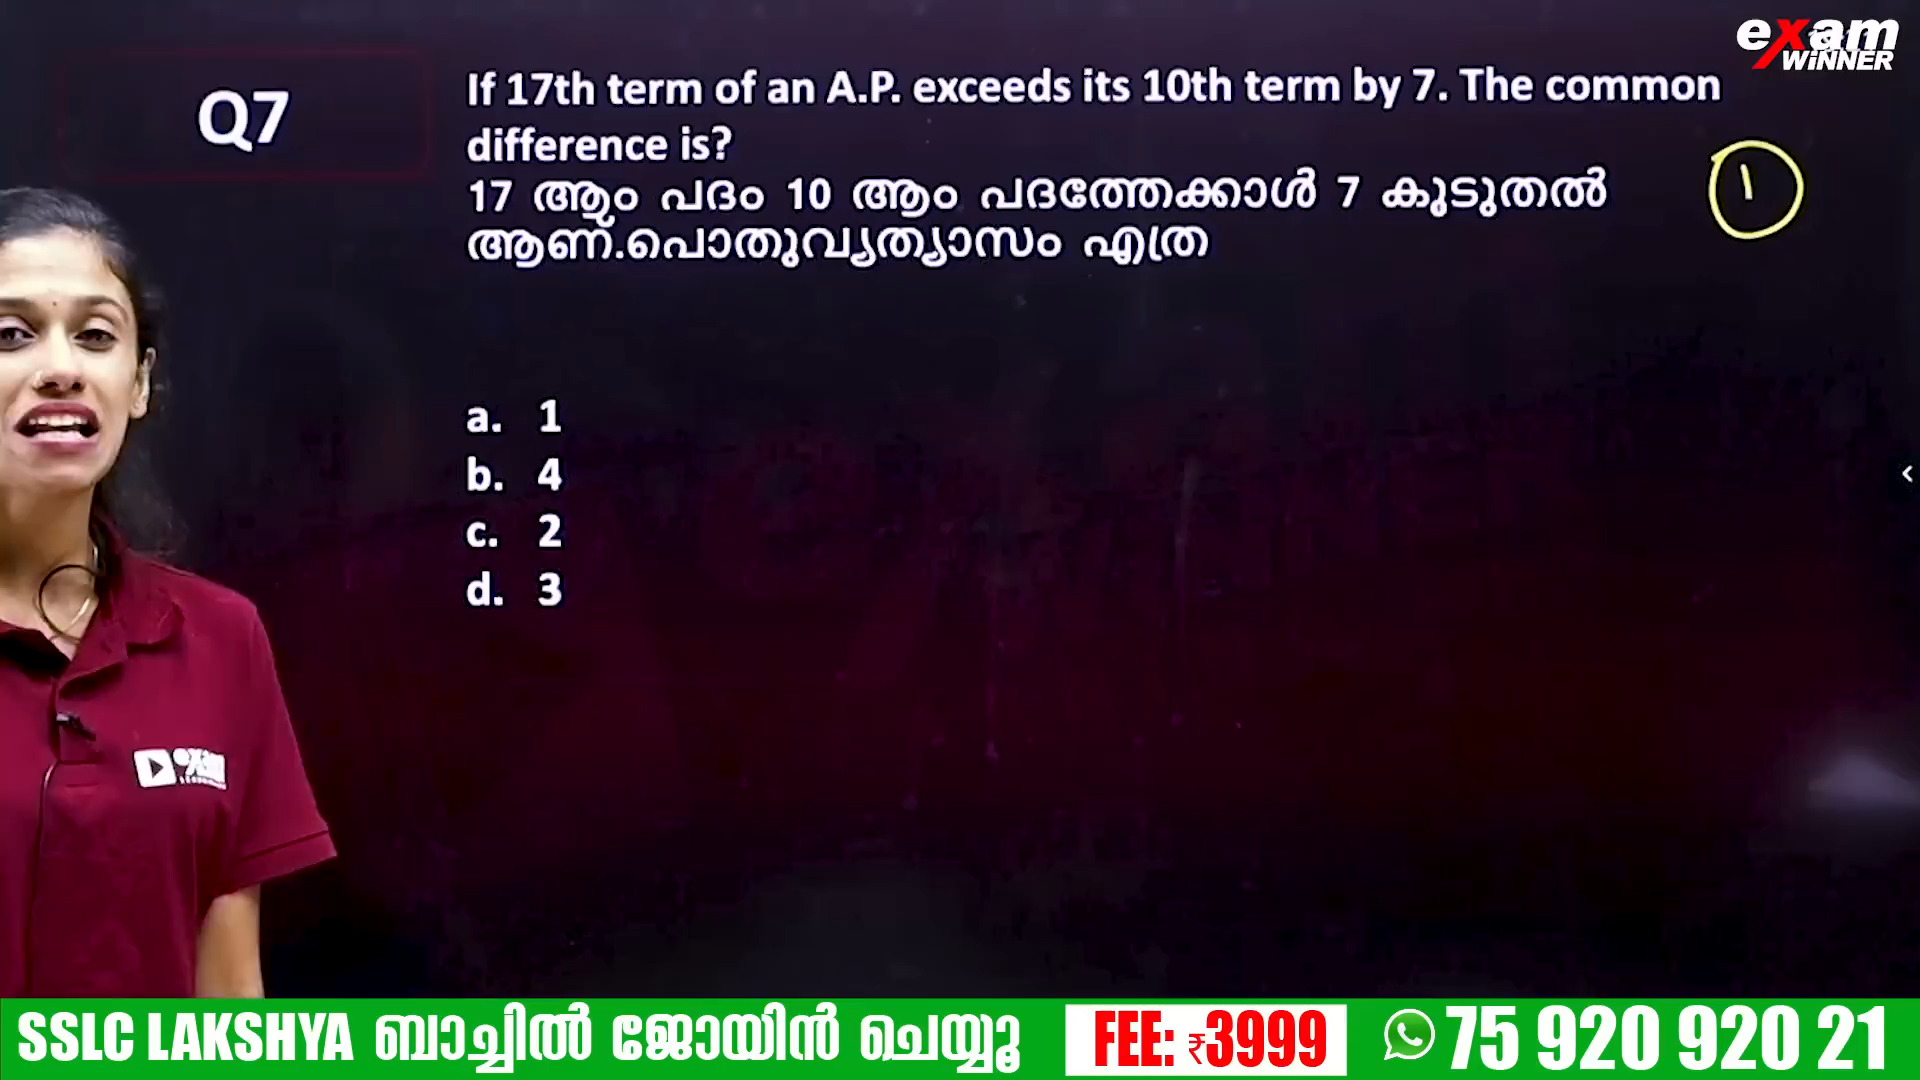 exam
WINNER
Q7
If 17th term of an A.P. exceeds its 10th term by 7. The common
difference is?
17 ആം പദം 10 ആം പദത്തേക്കാൾ 7 കൂടുതൽ
ആണ്.പൊതുവ്യത്യാസം എത്ര
1
a. 1
b. 4
c. 2
d. 3
exam
SSLC LAKSHYA ബാച്ചിൽ ജോയിൻ ചെയ്യൂ
FEE: ₹3999
75 920 920 21